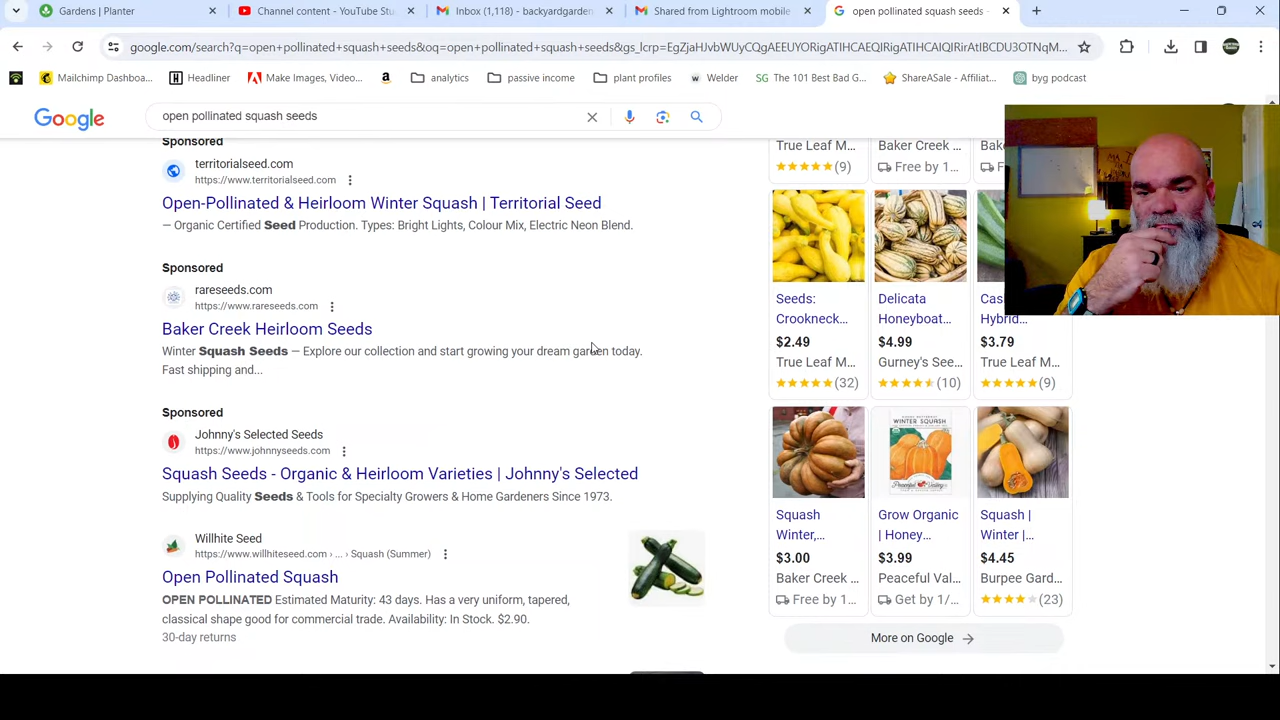 Gardens | Planter
Channel content - YouTube Stu
Inbox (1,118) - backyardgarden
Shared from Lightroom mobile
open pollinated squash seeds -
google.com/search?q=open+pollinated+squash+seeds&oq=open+pollinated+squash+seeds&gs_lcrp=EgZjaHJvbWUyCQgAEEUYORigATIHCAEQIRigATIHCAIQIRirAtIBCDU3OTNqM...
Mailchimp Dashboa...
Headliner
Make Images, Video...
analytics
passive income
plant profiles
Welder
SG The 101 Best Bad G...
ShareASale - Affiliat...
byg podcast
Google
open pollinated squash seeds
Sponsored
territorialseed.com
https://www.territorialseed.com
Open-Pollinated & Heirloom Winter Squash | Territorial Seed
— Organic Certified Seed Production. Types: Bright Lights, Colour Mix, Electric Neon Blend.
Sponsored
rareseeds.com
https://www.rareseeds.com
Baker Creek Heirloom Seeds
Winter Squash Seeds — Explore our collection and start growing your dream garden today.
Fast shipping and...
Sponsored
Johnny's Selected Seeds
https://www.johnnyseeds.com
Squash Seeds - Organic & Heirloom Varieties | Johnny's Selected
Supplying Quality Seeds & Tools for Specialty Growers & Home Gardeners Since 1973.
Willhite Seed
https://www.willhiteseed.com › ... › Squash (Summer)
Open Pollinated Squash
OPEN POLLINATED Estimated Maturity: 43 days. Has a very uniform, tapered,
classical shape good for commercial trade. Availability: In Stock. $2.90.
30-day returns
True Leaf M...
(9)
Baker Creek ...
Free by 1...
Seeds:
Crookneck...
$2.49
True Leaf M...
(32)
Delicata
Honeyboat...
$4.99
Gurney's See...
(10)
Hybrid...
$3.79
True Leaf M...
(9)
Squash
Winter,...
$3.00
Baker Creek ...
Free by 1...
WINTER SQUASH
Grow Organic
| Honey...
$3.99
Peaceful Val...
Get by 1/...
Squash |
Winter |...
$4.45
Burpee Gard...
(23)
More on Google